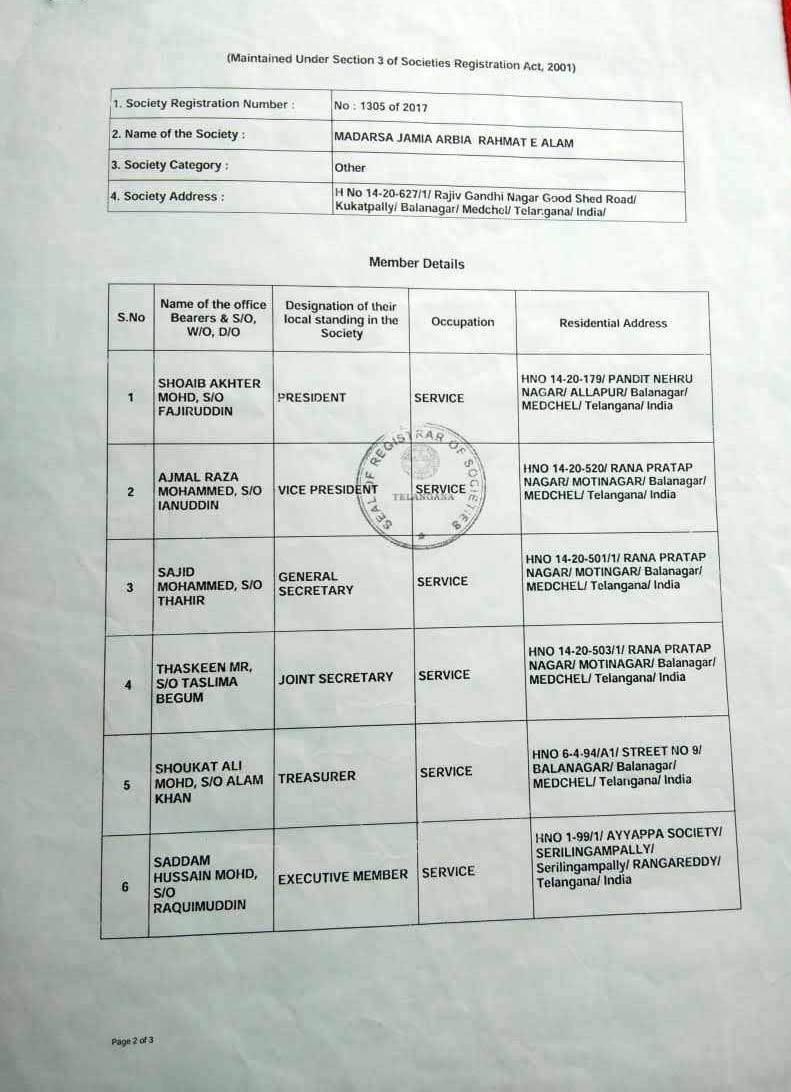 (Maintained Under Section 3 of Societies Registration Act, 2001)
1. Society Registration Number : No : 1305 of 2017
2. Name of the Society : MADARSA JAMIA ARBIA RAHMAT E ALAM
3. Society Category : Other
4. Society Address : H No 14-20-627/1/ Rajiv Gandhi Nagar Good Shed Road/
Kukatpally/ Balanagar/ Medchel/ Telangana/ India/
Member Details
S.No
Name of the office
Bearers & S/O,
W/O, D/O
Designation of their
local standing in the
Society
Occupation
Residential Address
1
SHOAIB AKHTER
MOHD, S/O
FAJIRUDDIN
PRESIDENT
SERVICE
HNO 14-20-179/ PANDIT NEHRU
NAGAR/ ALLAPUR/ Balanagar/
MEDCHEL/ Telangana/ India
2
AJMAL RAZA
MOHAMMED, S/O
IANUDDIN
VICE PRESIDENT
SERVICE
HNO 14-20-520/ RANA PRATAP
NAGAR/ MOTINAGAR/ Balanagar/
MEDCHEL/ Telangana/ India
SEAL OF REGISTRAR OF SOCIETIES
TELANGANA
3
SAJID
MOHAMMED, S/O
THAHIR
GENERAL
SECRETARY
SERVICE
HNO 14-20-501/1/ RANA PRATAP
NAGAR/ MOTINGAR/ Balanagar/
MEDCHEL/ Telangana/ India
4
THASKEEN MR,
S/O TASLIMA
BEGUM
JOINT SECRETARY
SERVICE
HNO 14-20-503/1/ RANA PRATAP
NAGAR/ MOTINAGAR/ Balanagar/
MEDCHEL/ Telangana/ India
5
SHOUKAT ALI
MOHD, S/O ALAM
KHAN
TREASURER
SERVICE
HNO 6-4-94/A1/ STREET NO 9/
BALANAGAR/ Balanagar/
MEDCHEL/ Telangana/ India
6
SADDAM
HUSSAIN MOHD,
S/O
RAQUIMUDDIN
EXECUTIVE MEMBER
SERVICE
HNO 1-99/1/ AYYAPPA SOCIETY/
SERILINGAMPALLY/
Serilingampally/ RANGAREDDY/
Telangana/ India
Page 2 of 3